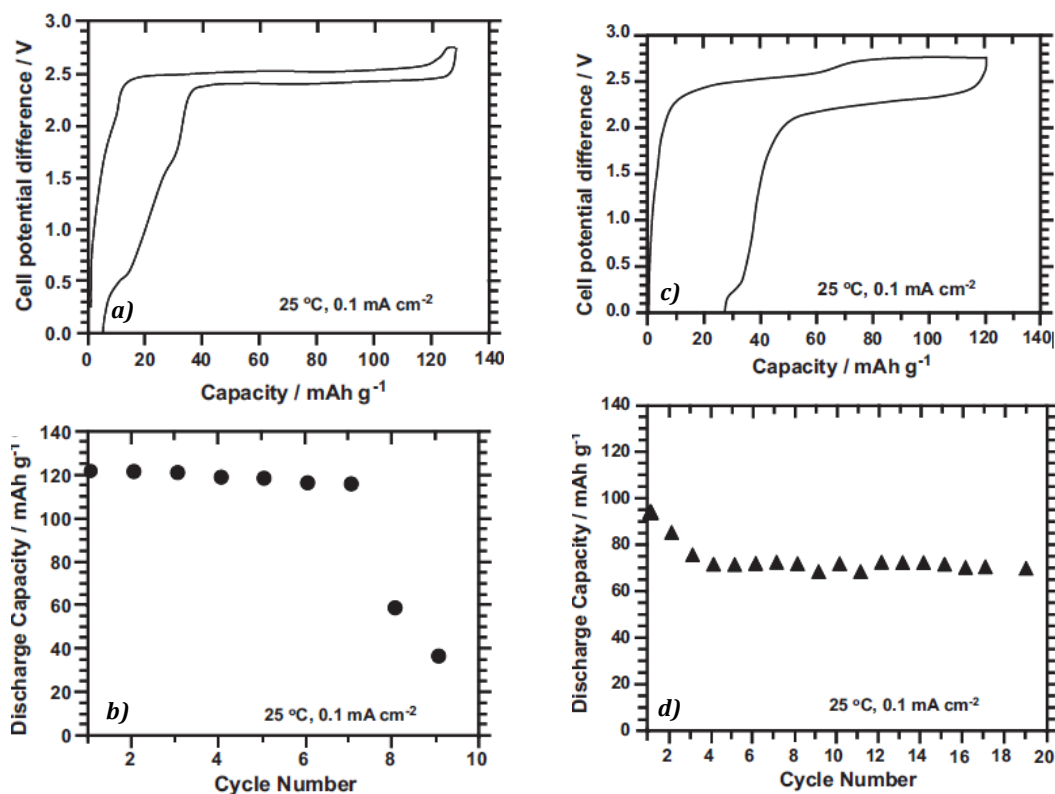 Cell potential difference / V
3.0
2.5
2.0
1.5
1.0
0.5
0.0
a)
25 ºC, 0.1 mA cm-2
0 20 40 60 80 100 120 140
Capacity / mAh g-1
Cell potential difference / V
3.0
2.5
2.0
1.5
1.0
0.5
0.0
c)
25 ºC, 0.1 mA cm-2
0 20 40 60 80 100 120 140
Capacity / mAh g-1
Discharge Capacity / mAh g-1
140
120
100
80
60
40
20
0
b)
25 ºC, 0.1 mA cm-2
2 4 6 8 10
Cycle Number
Discharge Capacity / mAh g-1
140
120
100
80
60
40
20
0
d)
25 ºC, 0.1 mA cm-2
2 4 6 8 10 12 14 16 18 20
Cycle Number